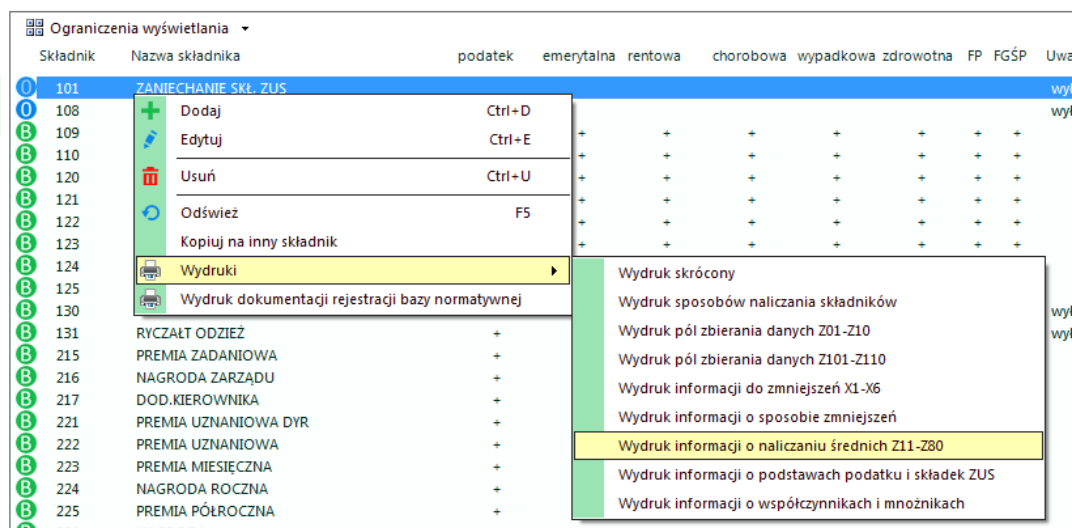 Ograniczenia wyświetlania
Składnik Nazwa składnika podatek emerytalna rentowa chorobowa wypadkowa zdrowotna FP FGŚP
0 101 ZANIECHANIE SKŁ. ZUS
0 108
B 109 + + + + + + +
B 110 + + + + + + +
B 120 + + + + + + +
B 121 + + + + + + +
B 122 + + + + + + +
B 123 + + + + + + +
B 124
B 125
B 130
B 131 RYCZAŁT ODZIEŻ +
B 215 PREMIA ZADANIOWA +
B 216 NAGRODA ZARZĄDU +
B 217 DOD.KIEROWNIKA +
B 221 PREMIA UZNANIOWA DYR +
B 222 PREMIA UZNANIOWA +
B 223 PREMIA MIESIĘCZNA +
B 224 NAGRODA ROCZNA +
B 225 PREMIA PÓŁROCZNA +
Dodaj Ctrl+D
Edytuj Ctrl+E
Usuń Ctrl+U
Odśwież F5
Kopiuj na inny składnik
Wydruki
Wydruk dokumentacji rejestracji bazy normatywnej
Wydruk skrócony
Wydruk sposobów naliczania składników
Wydruk pól zbierania danych Z01-Z10
Wydruk pól zbierania danych Z101-Z110
Wydruk informacji do zmniejszeń X1-X6
Wydruk informacji o sposobie zmniejszeń
Wydruk informacji o naliczaniu średnich Z11-Z80
Wydruk informacji o podstawach podatku i składek ZUS
Wydruk informacji o współczynnikach i mnożnikach